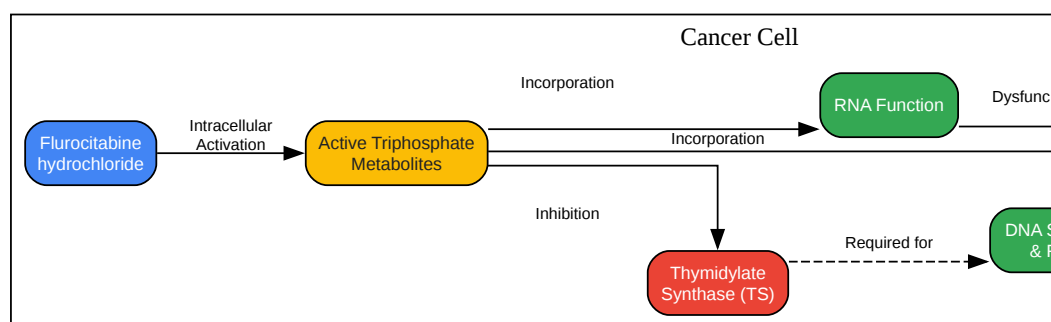 Cancer Cell
Incorporation
RNA Function
Dysfunc
Flurocitabine
hydrochloride
Intracellular
Activation
Active Triphosphate
Metabolites
Incorporation
Inhibition
Thymidylate
Synthase (TS)
Required for
DNA S
& F